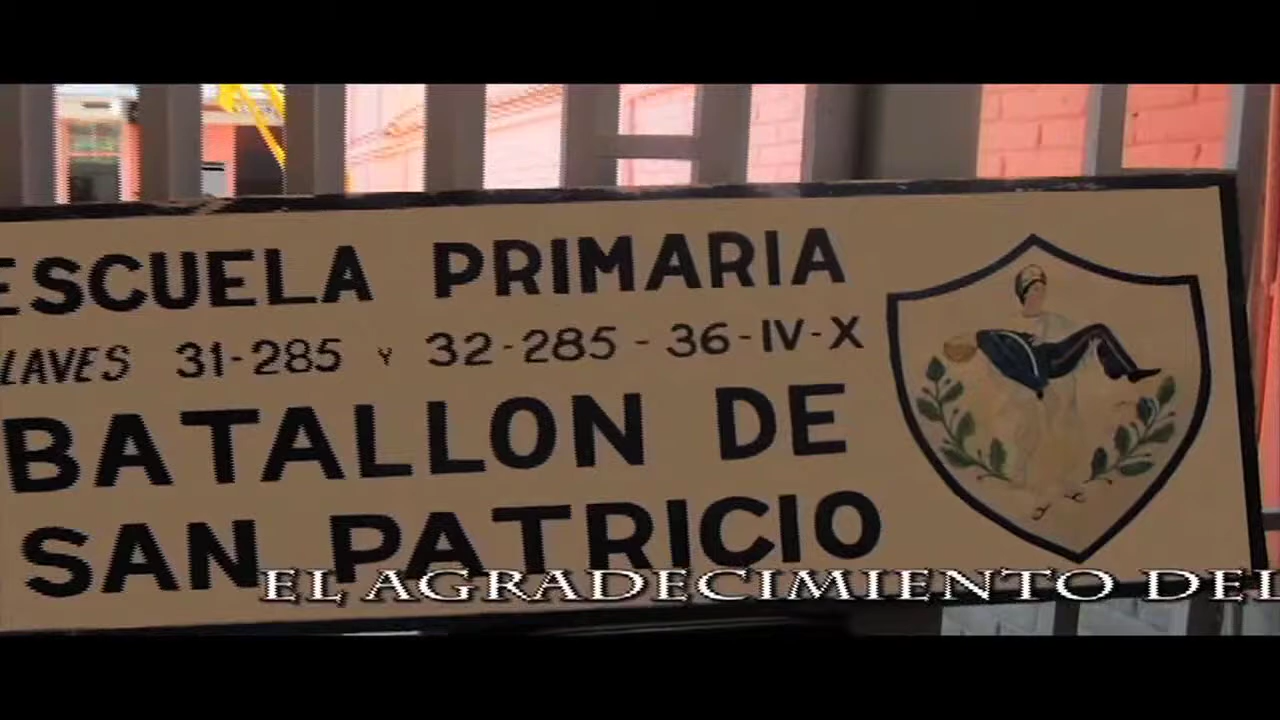 ESCUELA PRIMARIA
LAVES 31-285 Y 32-285-36-IV-X
BATALLON DE
SAN PATRICIO
EL AGRADECIMIENTO DEL